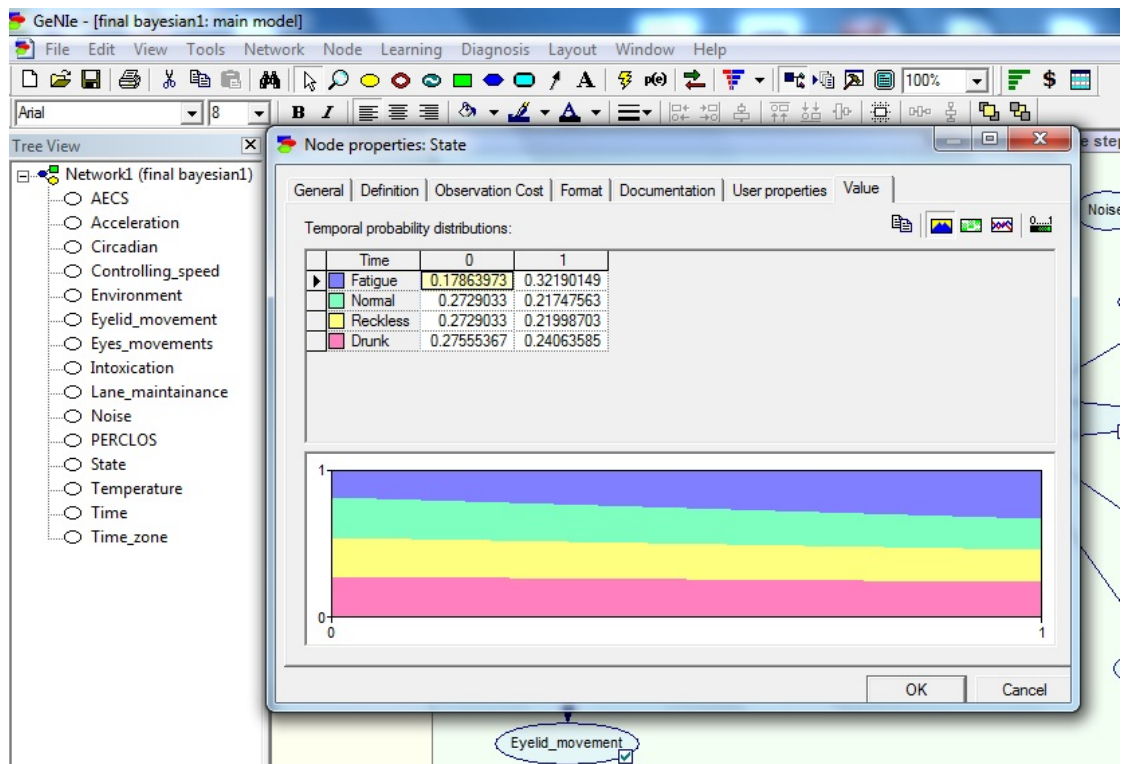 GeNIe - [final bayesian1: main model]
File Edit View Tools Network Node Learning Diagnosis Layout Window Help
A p(e) 100% $
Arial 8 B I A
Tree View
Network1 (final bayesian1)
AECS
Acceleration
Circadian
Controlling_speed
Environment
Eyelid_movement
Eyes_movements
Intoxication
Lane_maintainance
Noise
PERCLOS
State
Temperature
Time
Time_zone
Node properties: State
General Definition Observation Cost Format Documentation User properties Value
Temporal probability distributions:
Time 0 1
Fatigue 0.17863973 0.32190149
Normal 0.2729033 0.21747563
Reckless 0.2729033 0.21998703
Drunk 0.27555367 0.24063585
1
0
0 1
OK Cancel
e step
Noise
Eyelid_movement